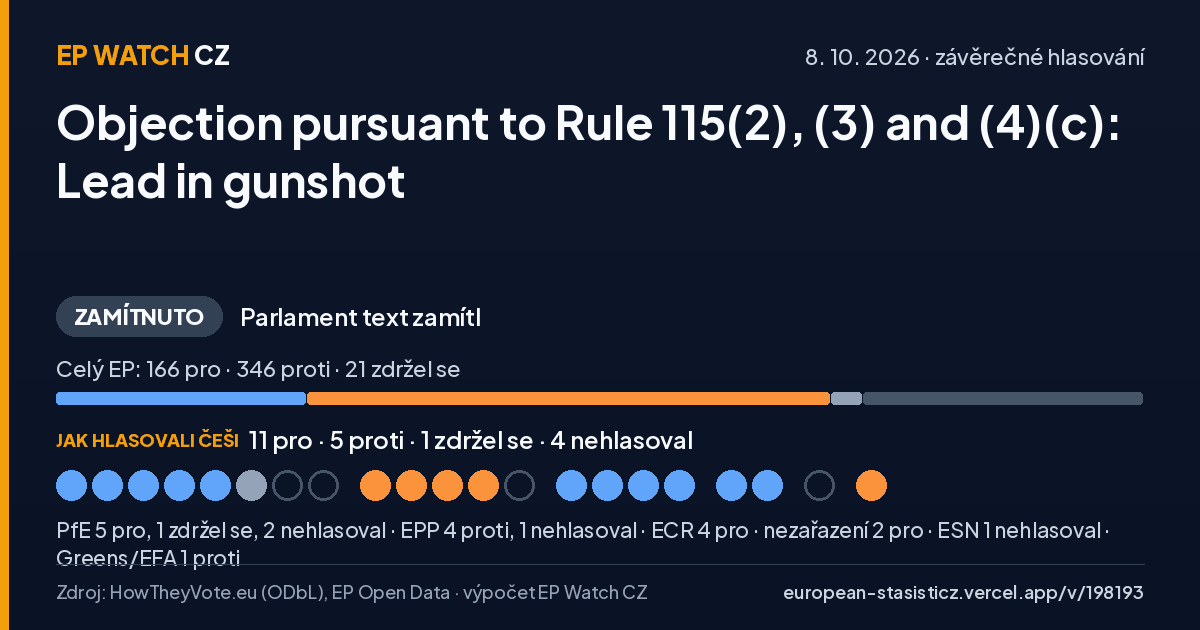 EP WATCH CZ
8. 10. 2026 · závěrečné hlasování
Objection pursuant to Rule 115(2), (3) and (4)(c):
Lead in gunshot
ZAMÍTNUTO
Parlament text zamítl
Celý EP: 166 pro · 346 proti · 21 zdržel se
JAK HLASOVALI ČEŠI 11 pro · 5 proti · 1 zdržel se · 4 nehlasoval
PfE 5 pro, 1 zdržel se, 2 nehlasoval · EPP 4 proti, 1 nehlasoval · ECR 4 pro · nezařazení 2 pro · ESN 1 nehlasoval ·
Greens/EFA 1 proti
Zdroj: HowTheyVote.eu (ODbL), EP Open Data · výpočet EP Watch CZ
european-stasisticz.vercel.app/v/198193